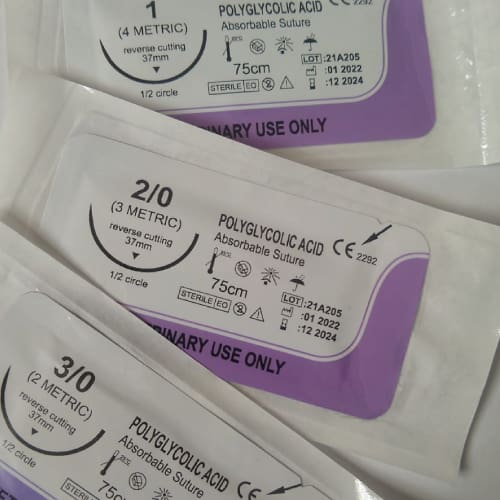 1
(4 METRIC)
reverse cutting
37mm
1/2 circle
POLYGLYCOLIC ACID
Absorbable Suture
CE 2292
75cm
STERILE EO
LOT :21A205
:01 2022
:12 2024
USE ONLY
2/0
(3 METRIC)
reverse cutting
37mm
1/2 circle
POLYGLYCOLIC ACID
Absorbable Suture
CE 2292
75cm
STERILE EO
LOT :21A205
:01 2022
:12 2024
USE ONLY
3/0
(2 METRIC)
reverse cutting
37mm
1/2 circle
POLYGLYCOLIC ACID
Absorbable Suture
CE
75cm